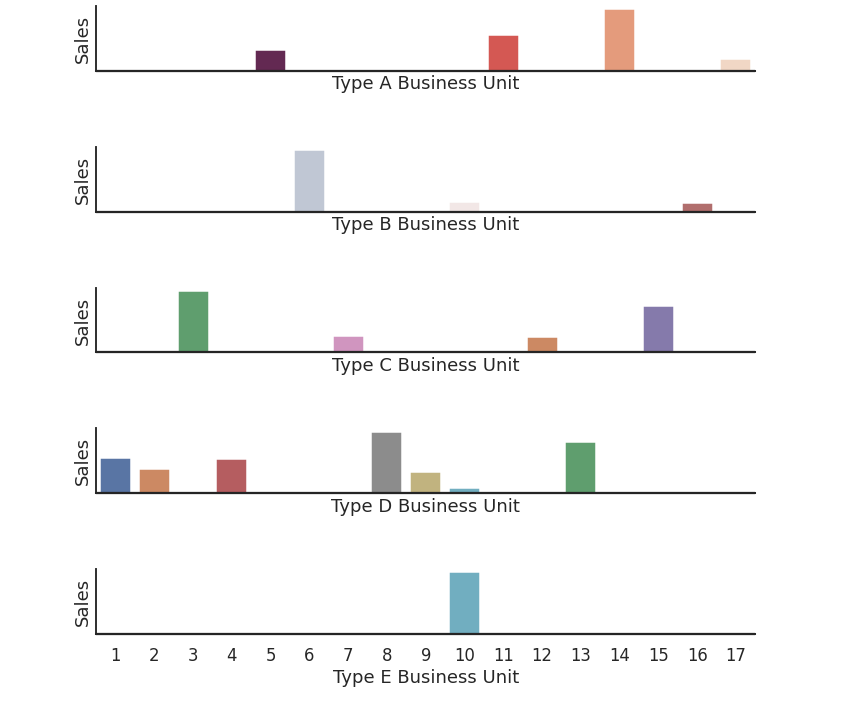 Sales
Type A Business Unit
Sales
Type B Business Unit
Sales
Type C Business Unit
Sales
Type D Business Unit
Sales
1 2 3 4 5 6 7 8 9 10 11 12 13 14 15 16 17
Type E Business Unit